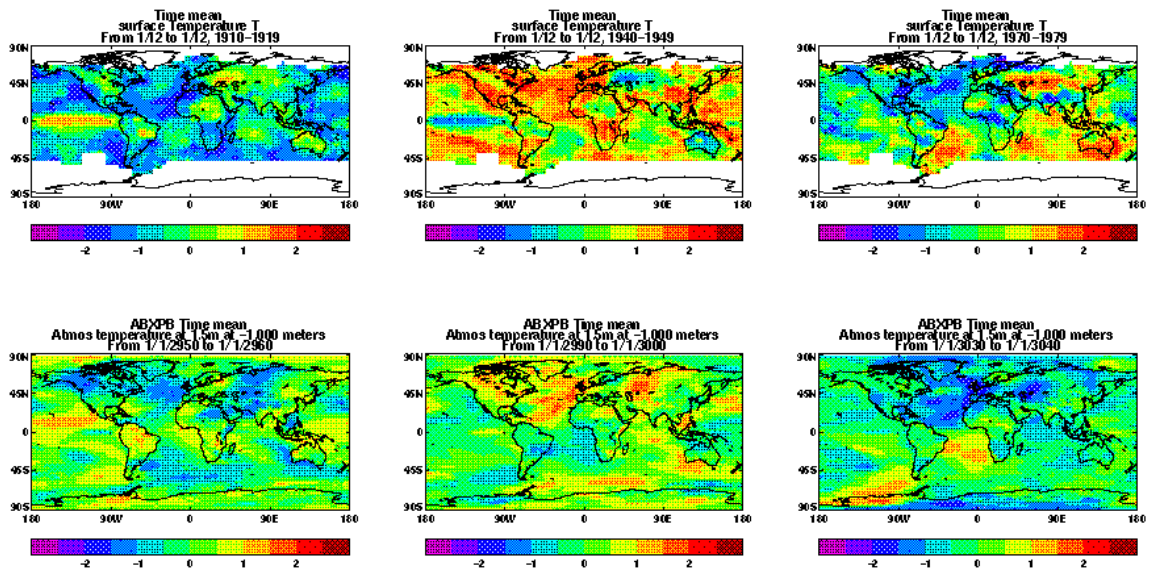 Time mean
surface Temperature T
From 1/12 to 1/12, 1910-1919
90N
45N
0
45S
90S
180 90W 0 90E 180
-2 -1 0 1 2
Time mean
surface Temperature T
From 1/12 to 1/12, 1940-1949
90N
45N
0
45S
90S
180 90W 0 90E 180
-2 -1 0 1 2
Time mean
surface Temperature T
From 1/12 to 1/12, 1970-1979
90N
45N
0
45S
90S
180 90W 0 90E 180
-2 -1 0 1 2
ABXPB Time mean
Atmos temperature at 1.5m at -1.000 meters
From 1/ 1/2950 to 1/ 1/2960
90N
45N
0
45S
90S
180 90W 0 90E 180
-2 -1 0 1 2
ABXPB Time mean
Atmos temperature at 1.5m at -1.000 meters
From 1/ 1/2990 to 1/ 1/3000
90N
45N
0
45S
90S
180 90W 0 90E 180
-2 -1 0 1 2
ABXPB Time mean
Atmos temperature at 1.5m at -1.000 meters
From 1/ 1/3030 to 1/ 1/3040
90N
45N
0
45S
90S
180 90W 0 90E 180
-2 -1 0 1 2